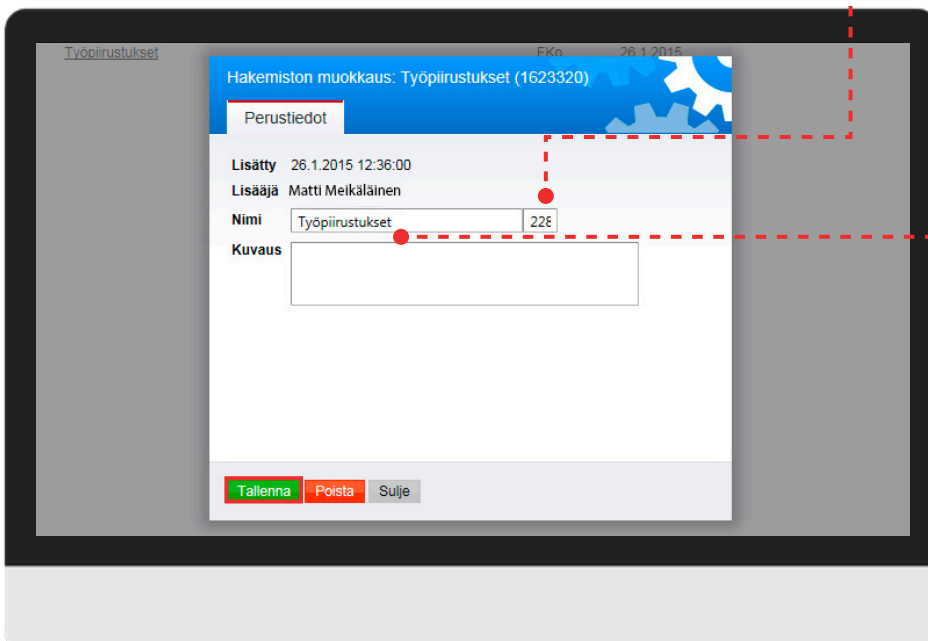 Työpiirustukset EKo 26.1.2015
Hakemiston muokkaus: Työpiirustukset (1623320)
Perustiedot
Lisätty 26.1.2015 12:36:00
Lisääjä Matti Meikäläinen
Nimi Työpiirustukset 228
Kuvaus
Tallenna Poista Sulje